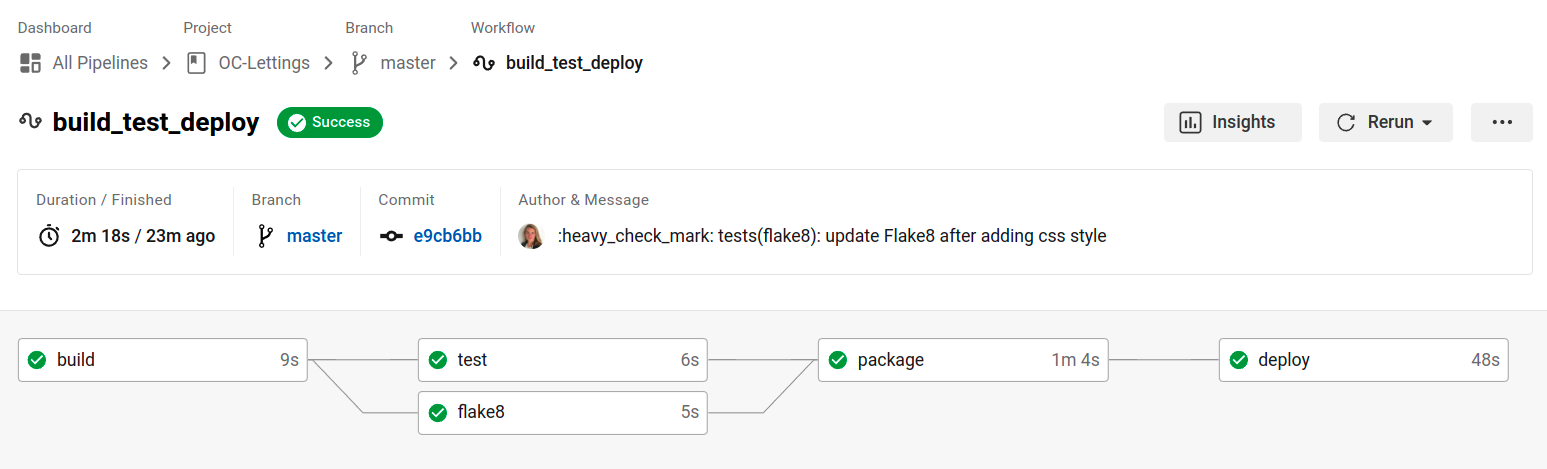 Dashboard Project Branch Workflow
All Pipelines OC-Lettings master build_test_deploy
build_test_deploy Success Insights Rerun
Duration / Finished Branch Commit Author & Message
2m 18s / 23m ago master e9cb6bb :heavy_check_mark: tests(flake8): update Flake8 after adding css style
build 9s test 6s package 1m 4s deploy 48s
flake8 5s